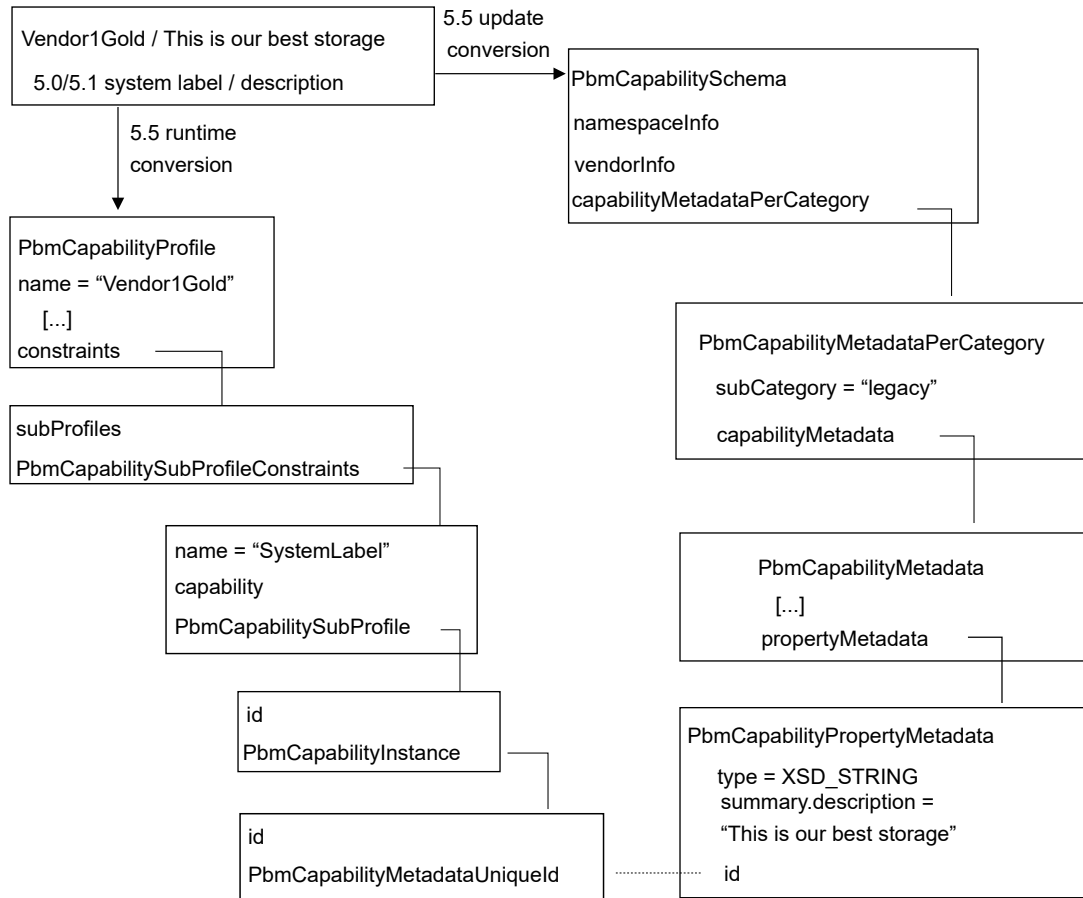 Vendor1Gold / This is our best storage
5.0/5.1 system label / description
5.5 update
conversion
5.5 runtime
conversion
PbmCapabilitySchema
namespaceInfo
vendorInfo
capabilityMetadataPerCategory
PbmCapabilityProfile
name = “Vendor1Gold”
[...]
constraints
subProfiles
PbmCapabilitySubProfileConstraints
name = “SystemLabel”
capability
PbmCapabilitySubProfile
id
PbmCapabilityInstance
id
PbmCapabilityMetadataUniqueId
PbmCapabilityMetadataPerCategory
subCategory = “legacy”
capabilityMetadata
PbmCapabilityMetadata
[...]
propertyMetadata
PbmCapabilityPropertyMetadata
type = XSD_STRING
summary.description =
“This is our best storage”
id